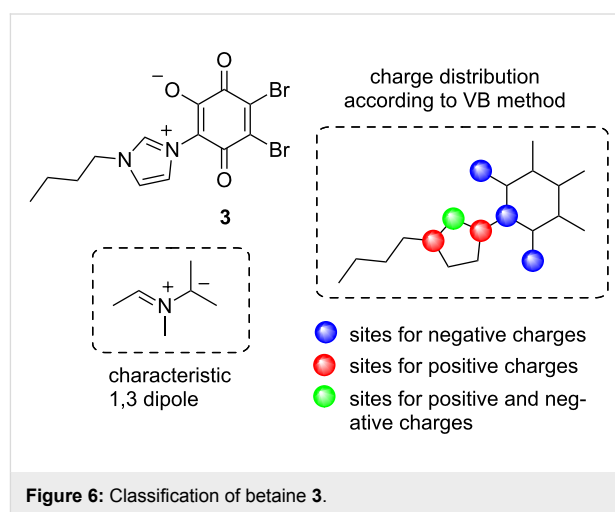 O
−
O
Br
+
N
N
Br
O
3
charge distribution
according to VB method
+
−
N
characteristic
1,3 dipole
sites for negative charges
sites for positive charges
sites for positive and neg-
ative charges
Figure 6: Classification of betaine 3.